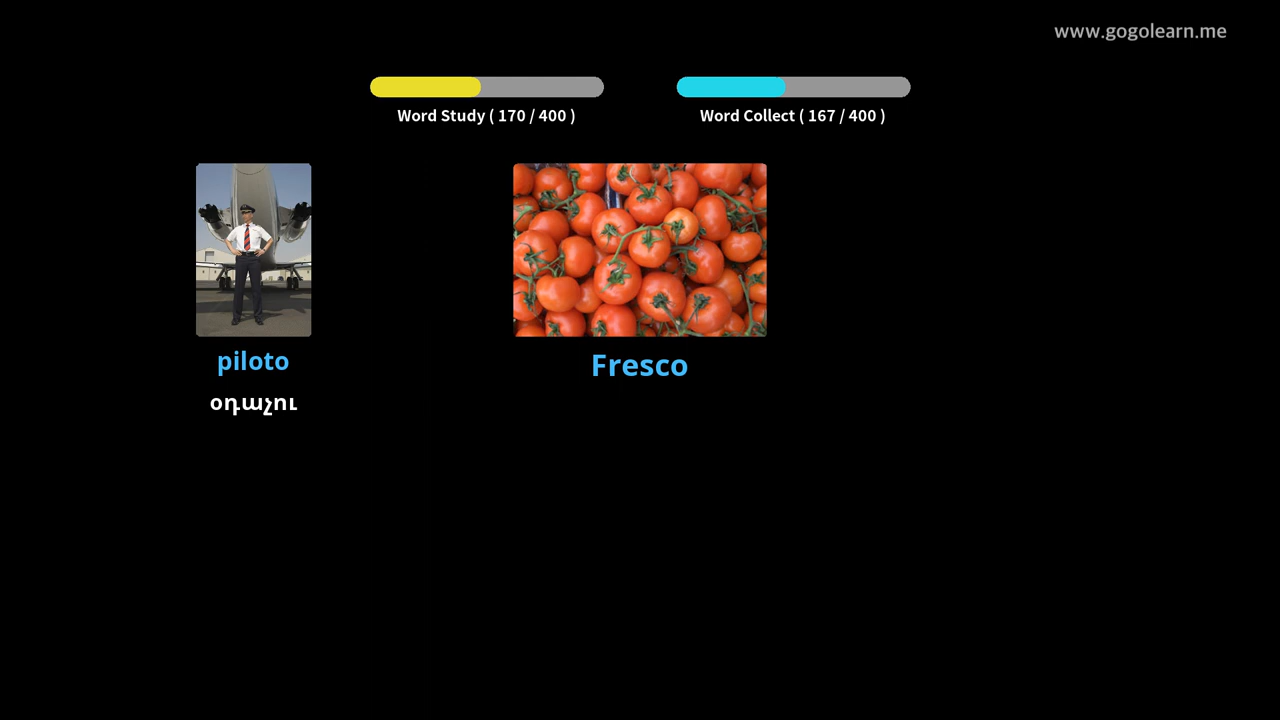 www.gogolearn.me
Word Study ( 170 / 400 )
Word Collect ( 167 / 400 )
piloto
Fresco
օդաչու